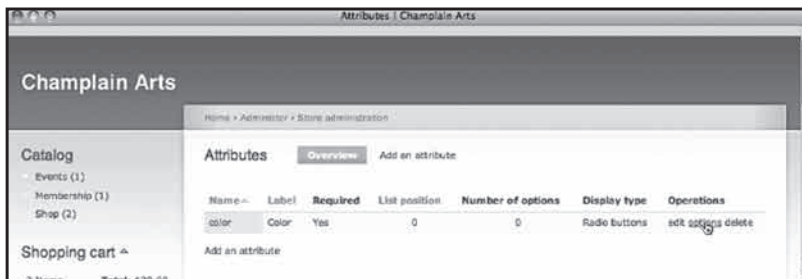 Attributes | Champlain Arts
Champlain Arts
Home › Administer › Store administration
Catalog
Events (1)
Membership (1)
Shop (2)
Shopping cart
Attributes Overview Add an attribute
Name Label Required List position Number of options Display type Operations
color Color Yes 0 0 Radio buttons edit options delete
Add an attribute